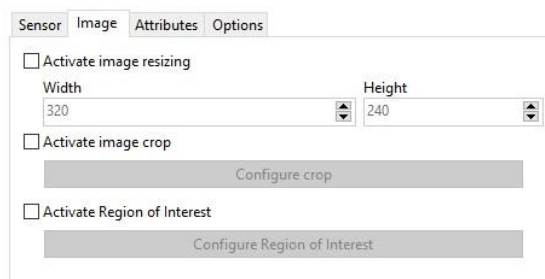 Sensor Image Attributes Options
Activate image resizing
Width Height
320 240
Activate image crop
Configure crop
Activate Region of Interest
Configure Region of Interest